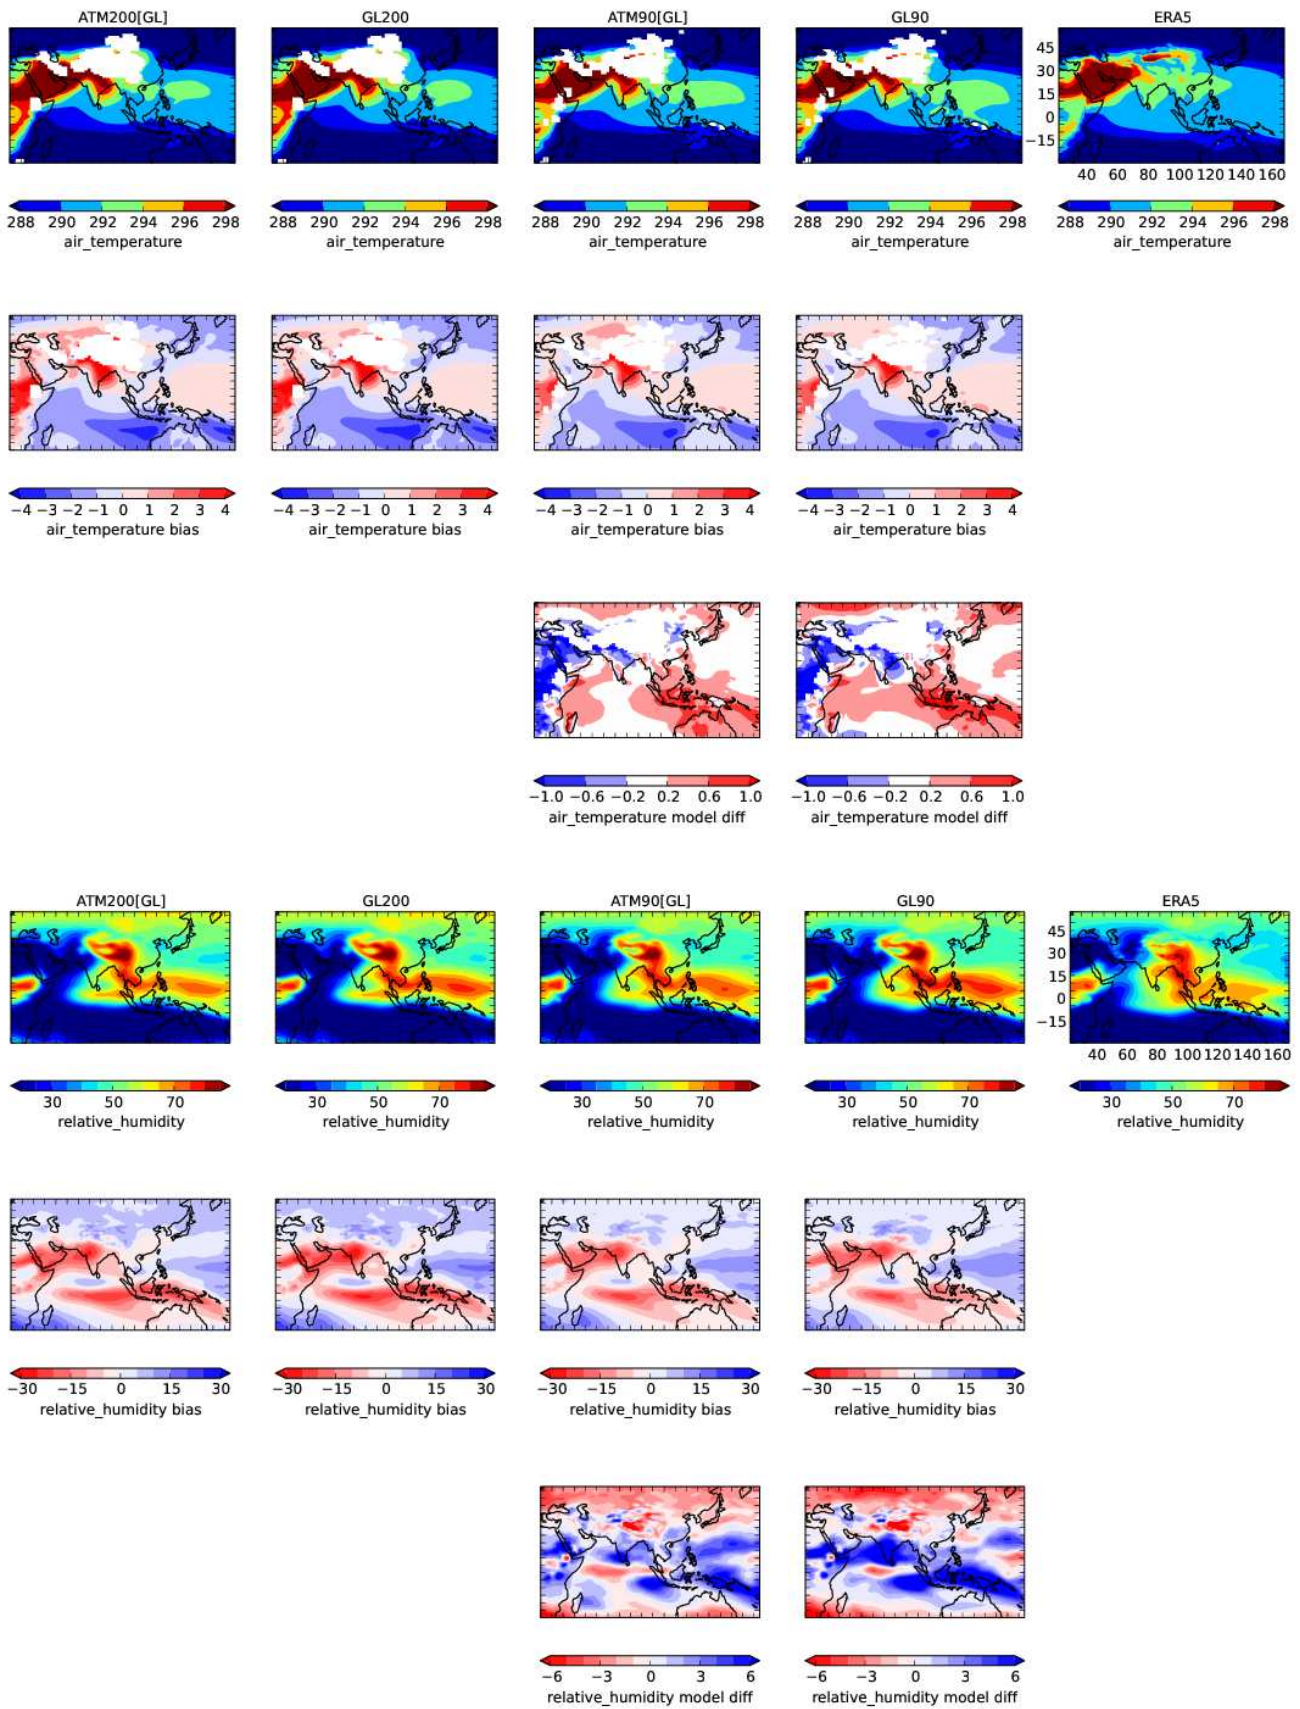 ATM200[GL] GL200 ATM90[GL] GL90 ERA5
45
30
15
0
−15
40 60 80 100 120 140 160
288 290 292 294 296 298 288 290 292 294 296 298 288 290 292 294 296 298 288 290 292 294 296 298 288 290 292 294 296 298
air_temperature air_temperature air_temperature air_temperature air_temperature
−4 −3 −2 −1 0 1 2 3 4 −4 −3 −2 −1 0 1 2 3 4 −4 −3 −2 −1 0 1 2 3 4 −4 −3 −2 −1 0 1 2 3 4
air_temperature bias air_temperature bias air_temperature bias air_temperature bias
−1.0 −0.6 −0.2 0.2 0.6 1.0 −1.0 −0.6 −0.2 0.2 0.6 1.0
air_temperature model diff air_temperature model diff
ATM200[GL] GL200 ATM90[GL] GL90 ERA5
45
30
15
0
−15
40 60 80 100 120 140 160
30 50 70 30 50 70 30 50 70 30 50 70 30 50 70
relative_humidity relative_humidity relative_humidity relative_humidity relative_humidity
−30 −15 0 15 30 −30 −15 0 15 30 −30 −15 0 15 30 −30 −15 0 15 30
relative_humidity bias relative_humidity bias relative_humidity bias relative_humidity bias
−6 −3 0 3 6 −6 −3 0 3 6
relative_humidity model diff relative_humidity model diff